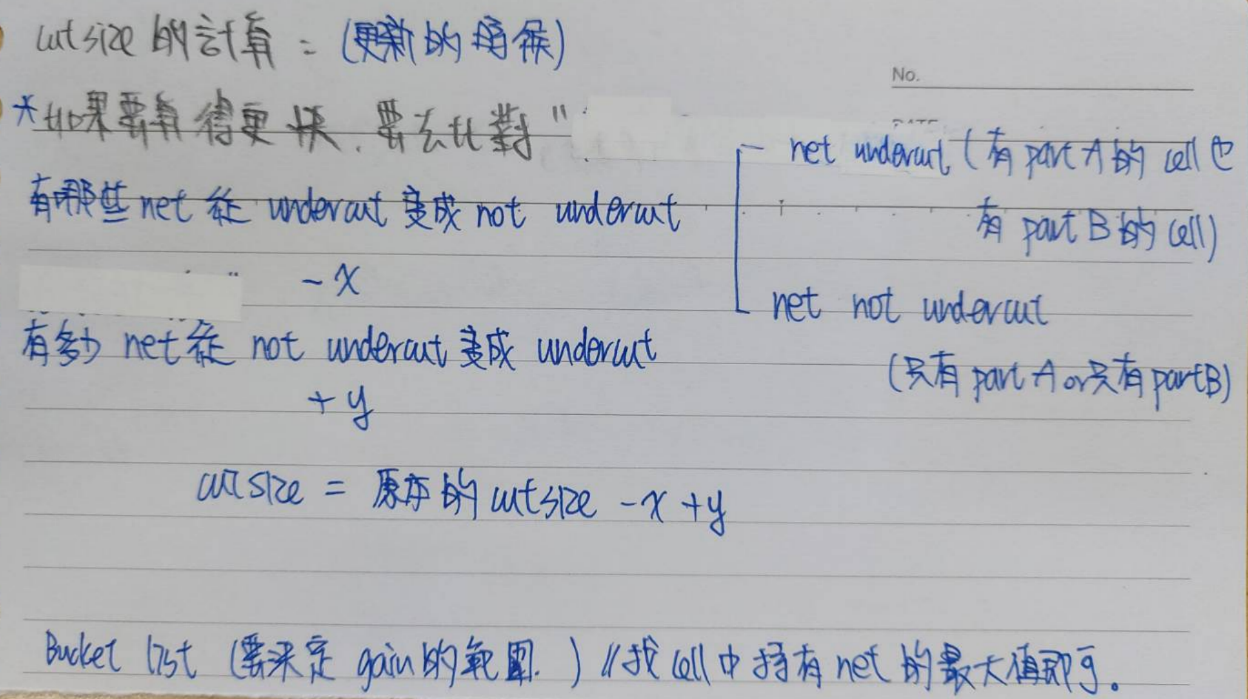 cutsize 的計算 : (更新的時候)
No.
*如果要算得更快, 要去比對"
有哪些 net 從 undercut 變成 not undercut
-x
有多少 net 從 not undercut 變成 undercut
+y
net undercut (有 part A 的 cell 也
有 part B 的 cell)
net not undercut
(只有 part A or 只有 part B)
cutsize = 原本的 cutsize -x +y
Bucket list (要決定 gain 的範圍.) //找 cell 中擁有 net 的最大值即可。